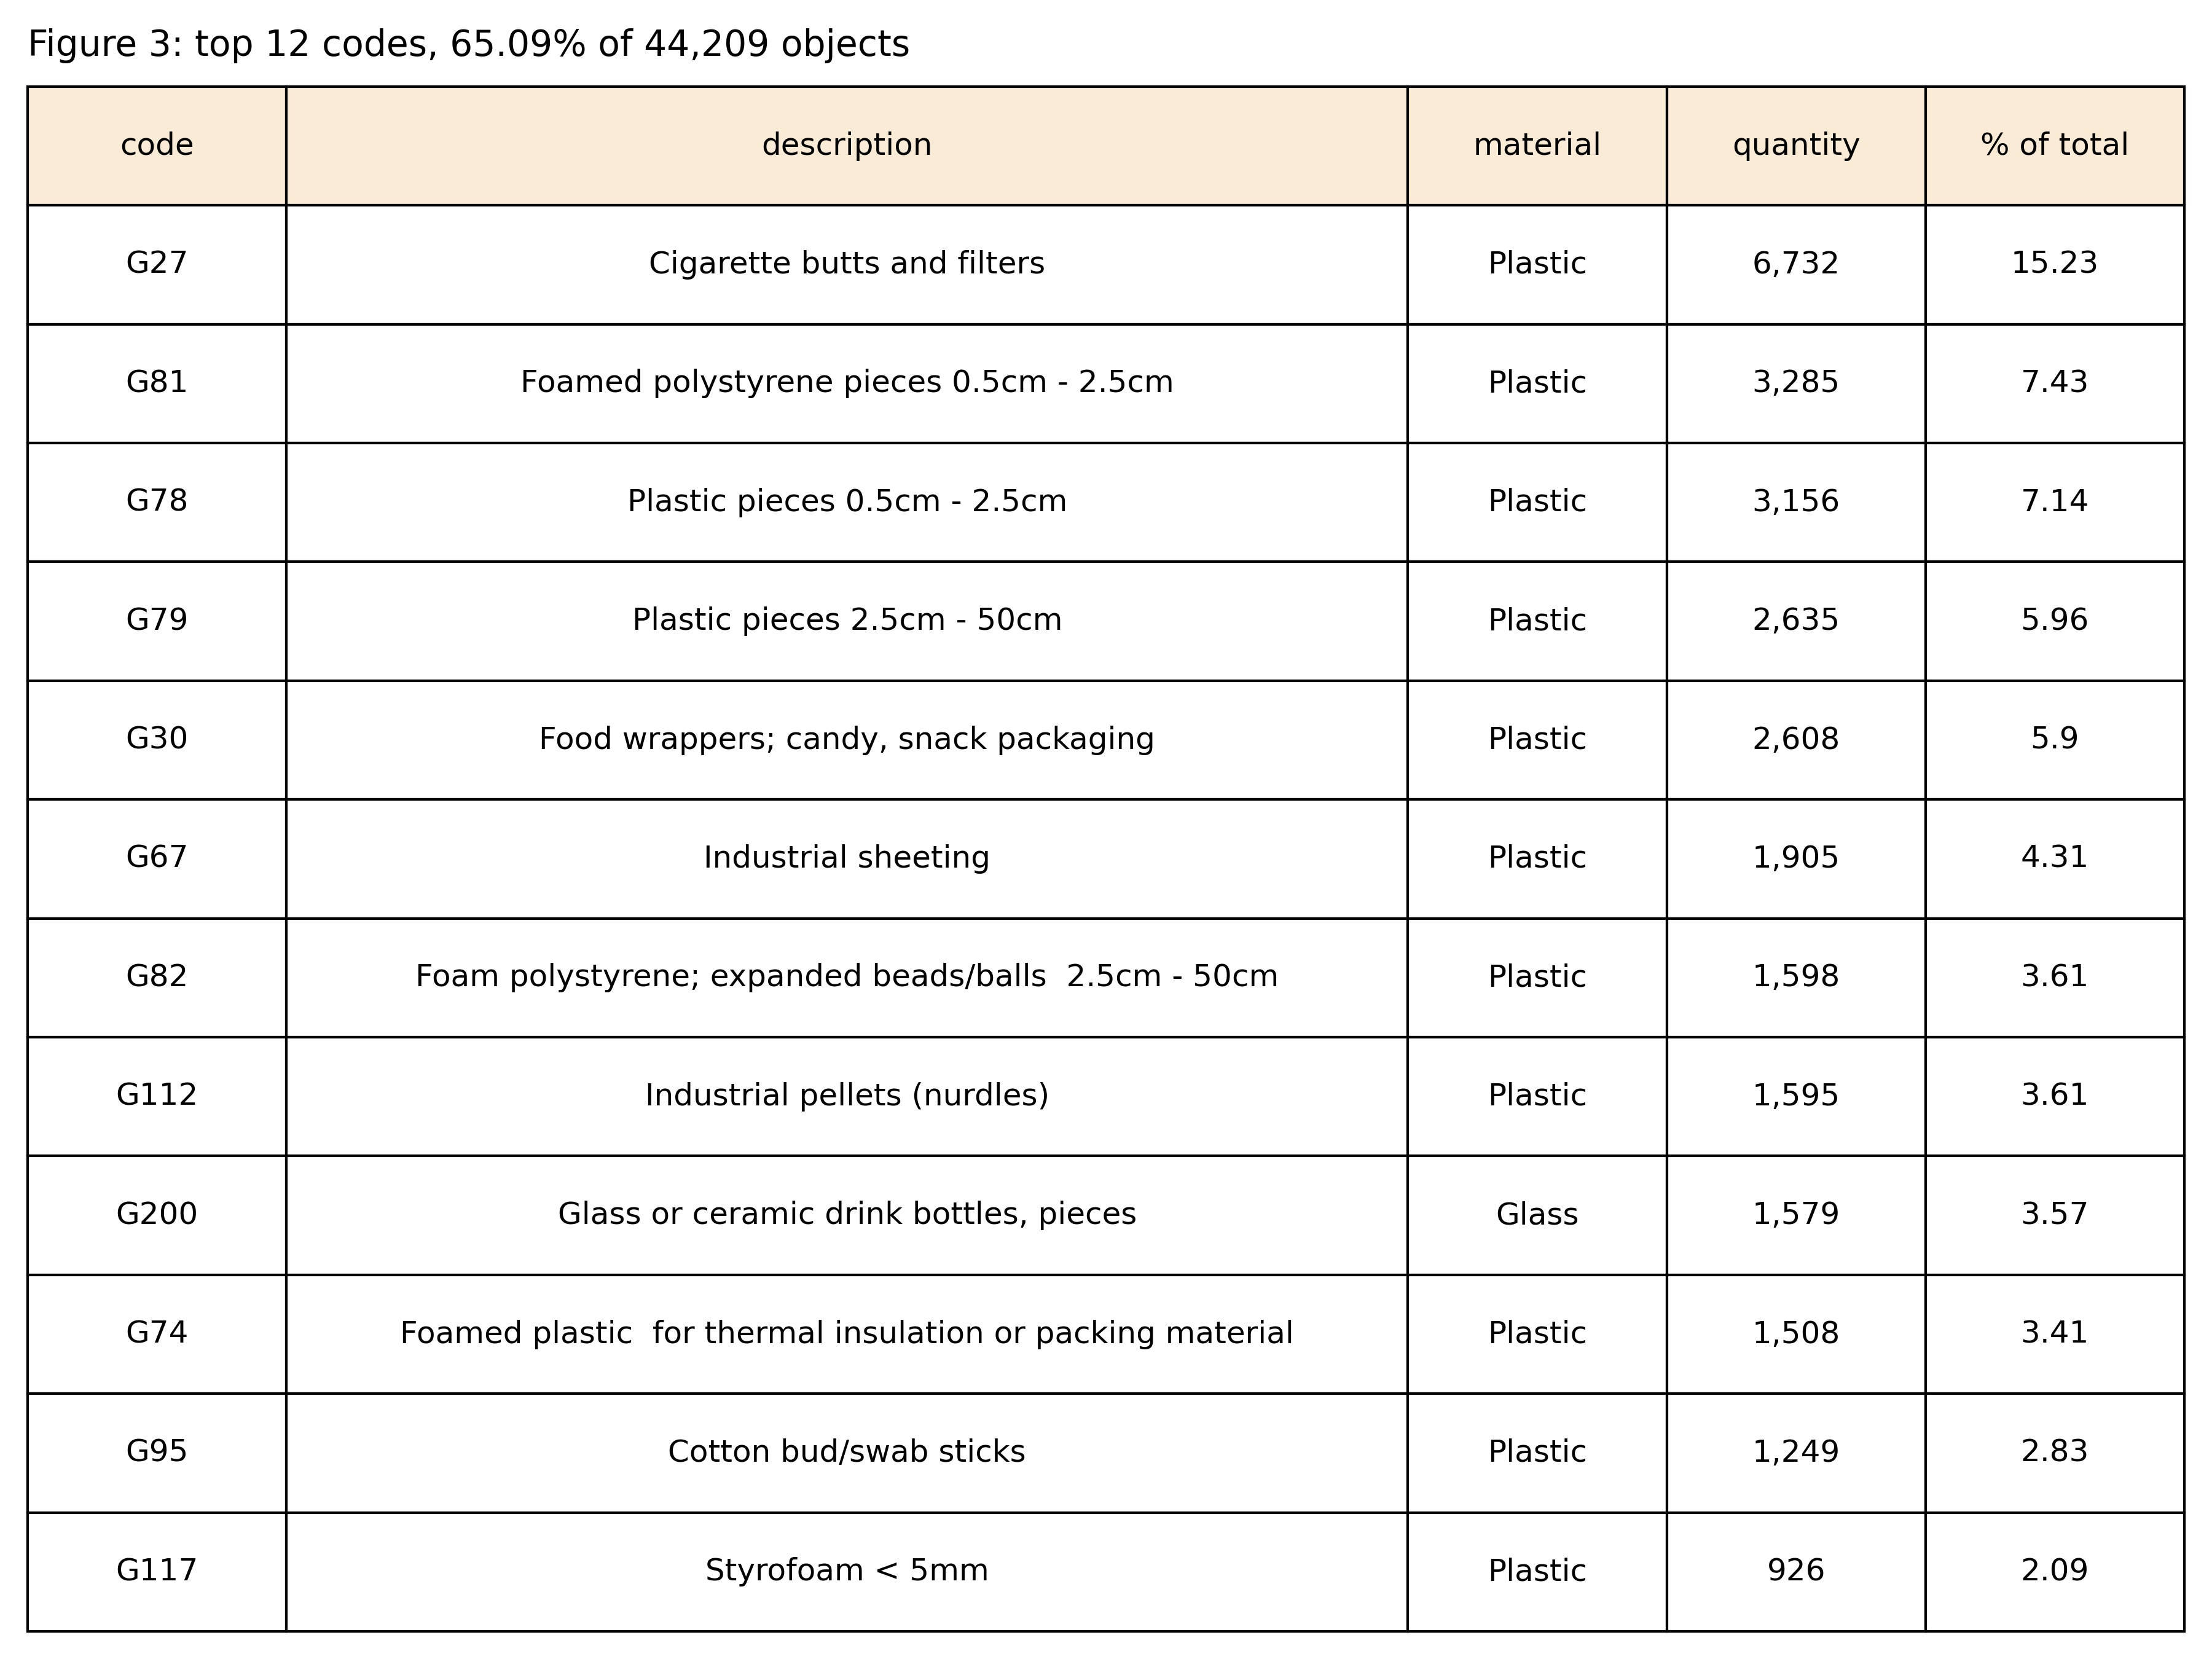 Figure 3: top 12 codes, 65.09% of 44,209 objects
code description material quantity % of total
G27 Cigarette butts and filters Plastic 6,732 15.23
G81 Foamed polystyrene pieces 0.5cm - 2.5cm Plastic 3,285 7.43
G78 Plastic pieces 0.5cm - 2.5cm Plastic 3,156 7.14
G79 Plastic pieces 2.5cm - 50cm Plastic 2,635 5.96
G30 Food wrappers; candy, snack packaging Plastic 2,608 5.9
G67 Industrial sheeting Plastic 1,905 4.31
G82 Foam polystyrene; expanded beads/balls  2.5cm - 50cm Plastic 1,598 3.61
G112 Industrial pellets (nurdles) Plastic 1,595 3.61
G200 Glass or ceramic drink bottles, pieces Glass 1,579 3.57
G74 Foamed plastic  for thermal insulation or packing material Plastic 1,508 3.41
G95 Cotton bud/swab sticks Plastic 1,249 2.83
G117 Styrofoam < 5mm Plastic 926 2.09